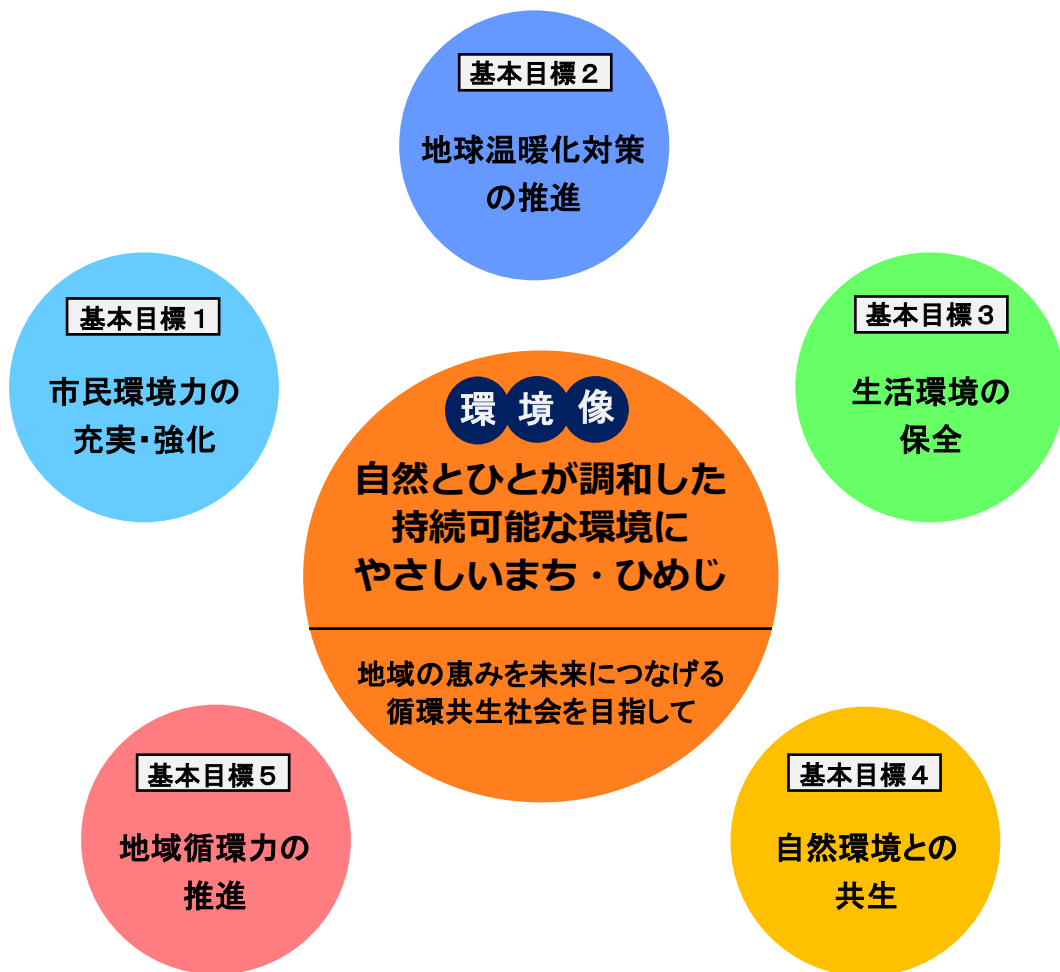 基本目標２
地球温暖化対策
の推進
基本目標１
市民環境力の
充実・強化
基本目標３
生活環境の
保全
環境像
自然とひとが調和した
持続可能な環境に
やさしいまち・ひめじ
地域の恵みを未来につなげる
循環共生社会を目指して
基本目標５
地域循環力の
推進
基本目標４
自然環境との
共生